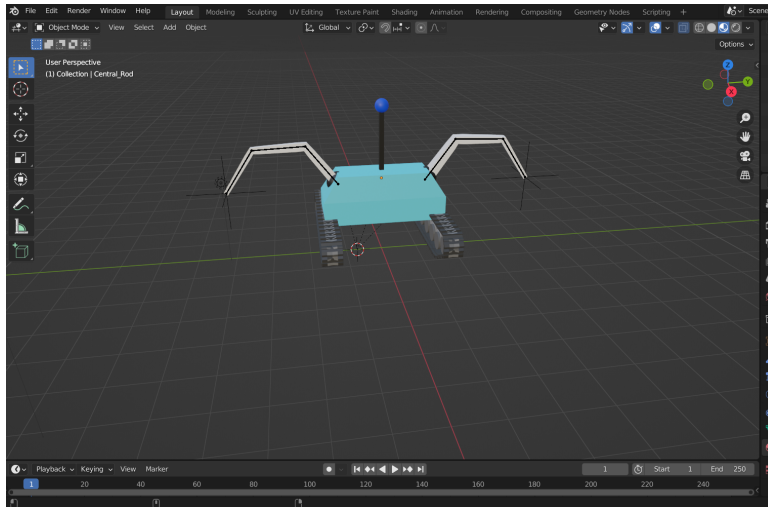 File Edit Render Window Help Layout Modeling Sculpting UV Editing Texture Paint Shading Animation Rendering Compositing Geometry Nodes Scripting + Scene
Object Mode View Select Add Object Global
Options
User Perspective
(1) Collection | Central_Rod
Z
Y
X
Playback Keying View Marker 1 Start 1 End 250
1 20 40 60 80 100 120 140 160 180 200 220 240